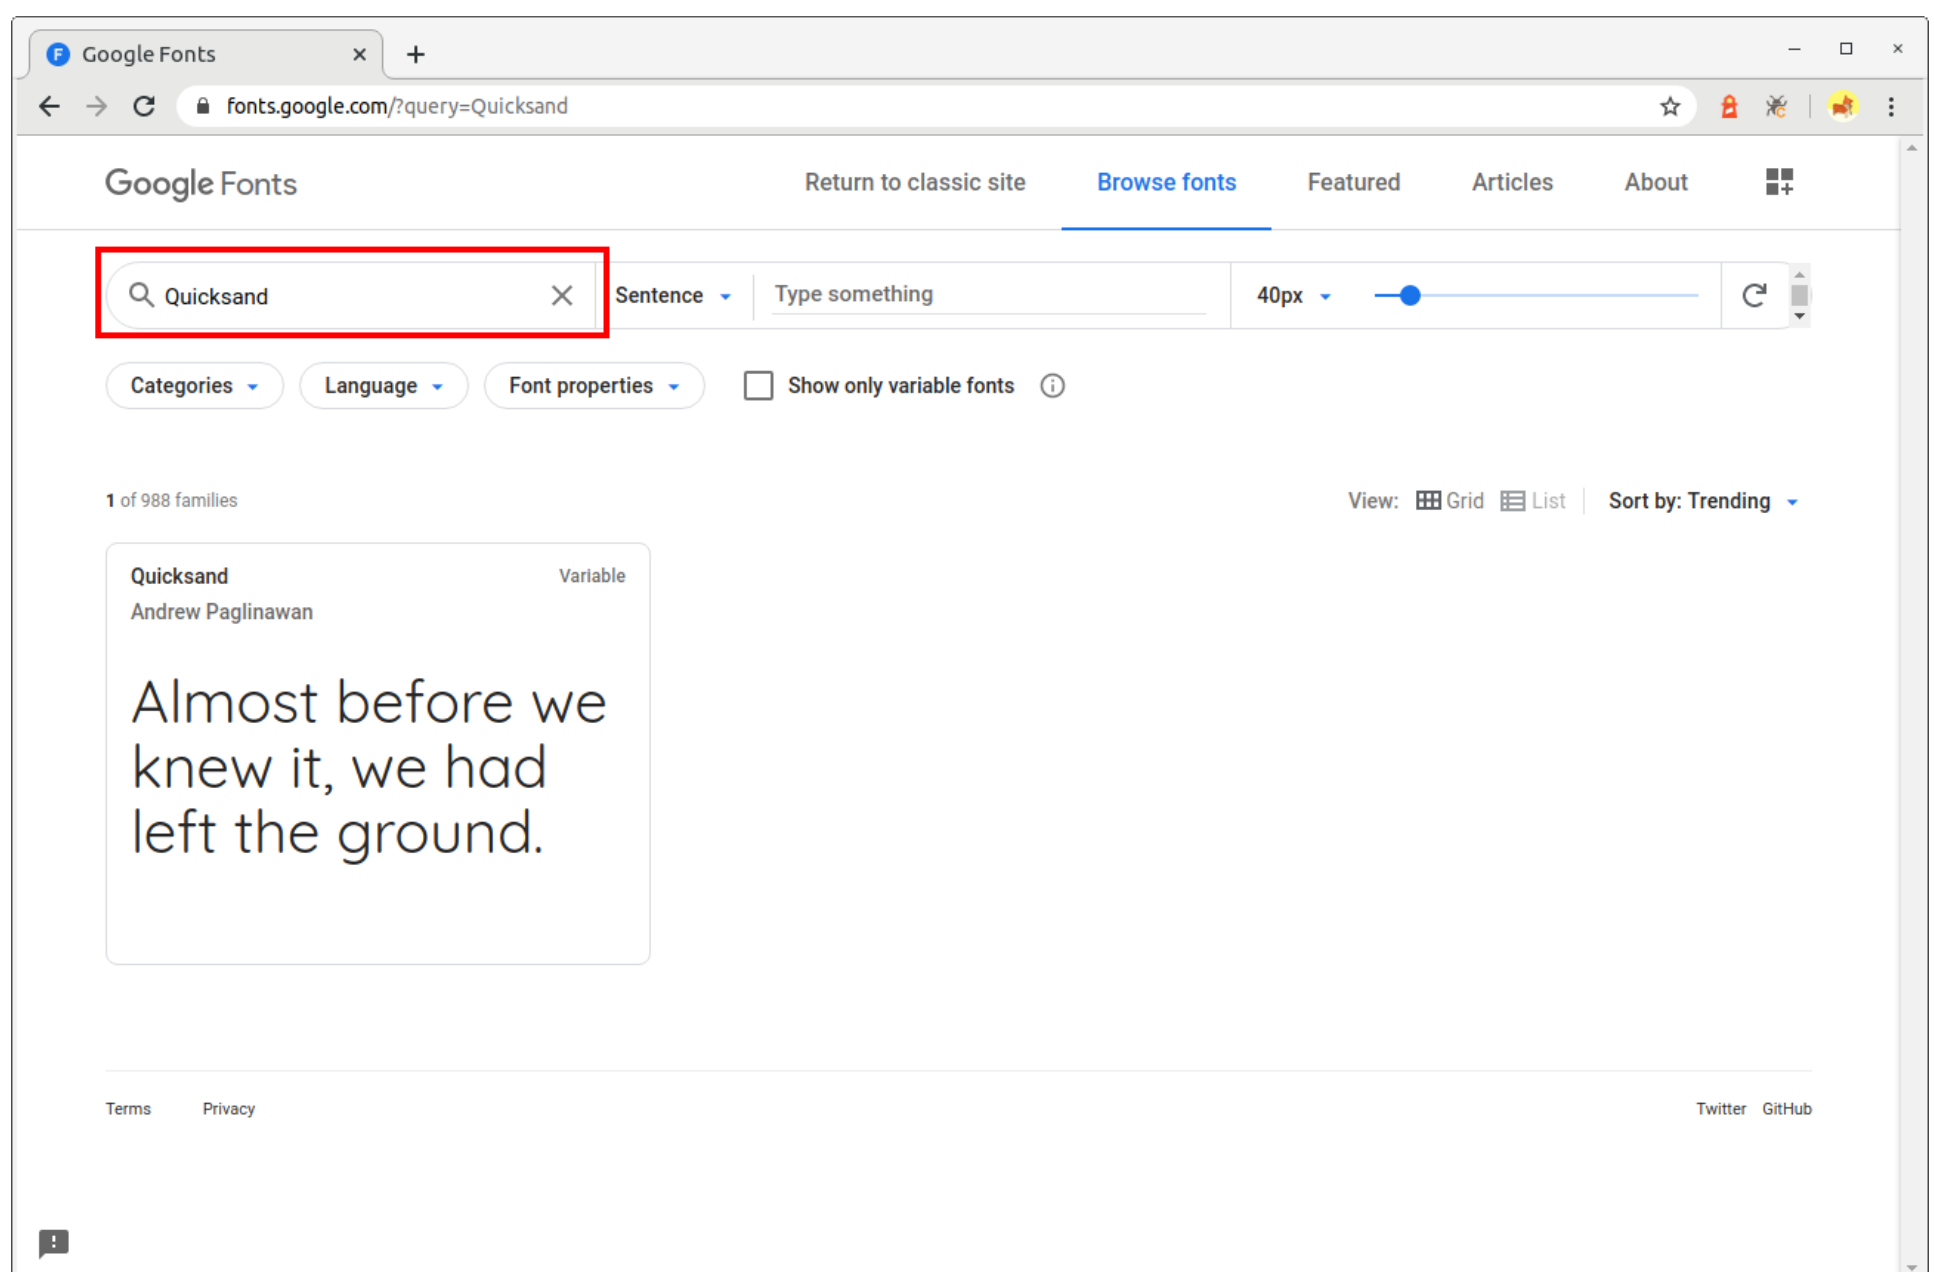 Google Fonts
fonts.google.com/?query=Quicksand
Google Fonts
Return to classic site
Browse fonts
Featured
Articles
About
Quicksand
Sentence
Type something
40px
Categories
Language
Font properties
Show only variable fonts
1 of 988 families
View: Grid List
Sort by: Trending
Quicksand
Variable
Andrew Paglinawan
Almost before we
knew it, we had
left the ground.
Terms
Privacy
Twitter
GitHub